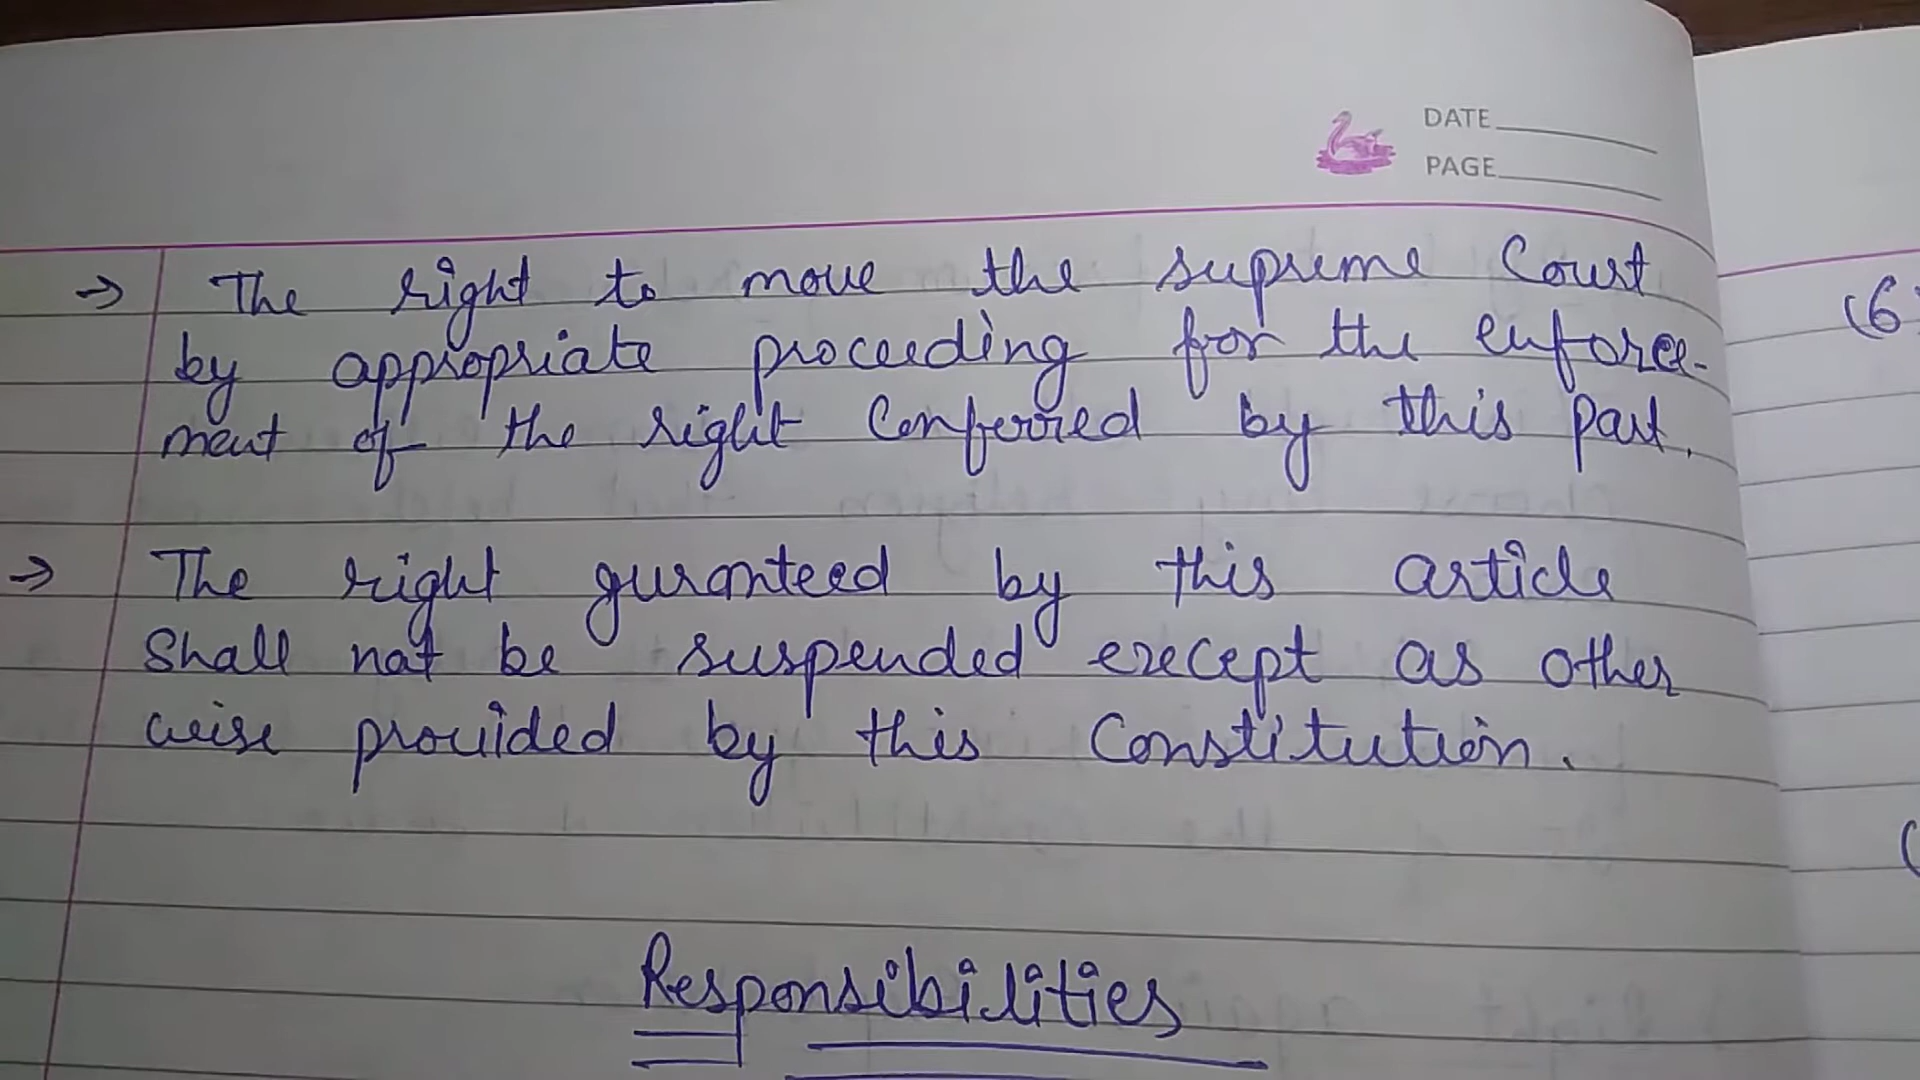 DATE
PAGE
→ The right to move the supreme Court
by appropriate proceeding for the enforce-
ment of the right Conferred by this part.
→ The right guranteed by this article
Shall not be suspended except as other
wise provided by this Constitution.
Responsibilities
(6
(